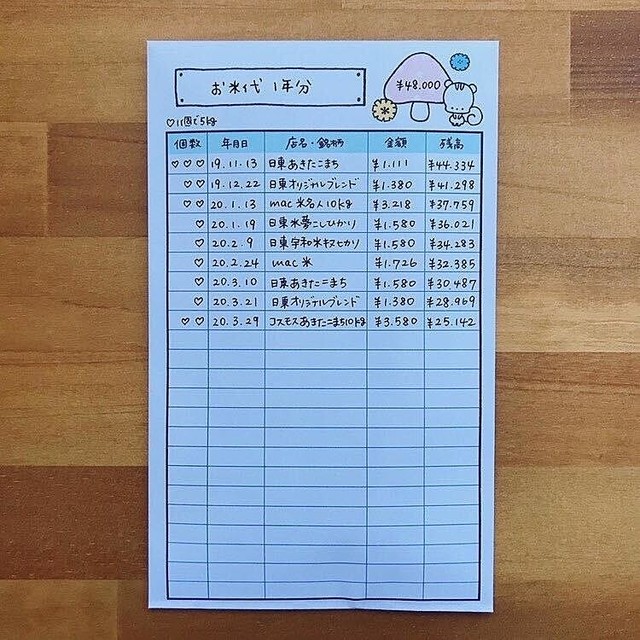 お米代 1年分
¥48.000
♡1個で5kg
個数 年月日 店名・銘柄 金額 残高
♡♡♡ 19.11.13 日東あきたこまち ¥1.111 ¥44.334
♡♡ 19.12.22 日東オリジナルブレンド ¥1.380 ¥41.298
♡♡ 20.1.13 mac 米名人10kg ¥3.218 ¥37.759
♡ 20.1.19 日東米夢こしひかり ¥1.580 ¥36.021
♡ 20.2.9 日東宇和米キヌヒカリ ¥1.580 ¥34.283
♡ 20.2.24 mac 米 ¥1.726 ¥32.385
♡ 20.3.10 日東あきたこまち ¥1.580 ¥30.487
♡ 20.3.21 日東オリジナルブレンド ¥1.380 ¥28.969
♡♡ 20.3.29 コスモスあきたこまち10kg ¥3.580 ¥25.142